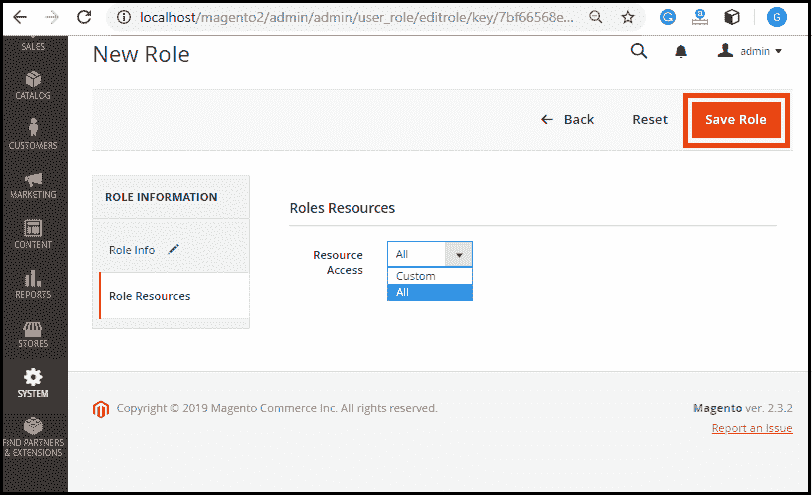 localhost/magento2/admin/admin/user_role/editrole/key/7bf66568e...
G
SALES
CATALOG
CUSTOMERS
MARKETING
CONTENT
REPORTS
STORES
SYSTEM
FIND PARTNERS
& EXTENSIONS
New Role
admin
Back
Reset
Save Role
ROLE INFORMATION
Role Info
Role Resources
Roles Resources
Resource
Access
All
Custom
All
Copyright © 2019 Magento Commerce Inc. All rights reserved.
Magento ver. 2.3.2
Report an Issue